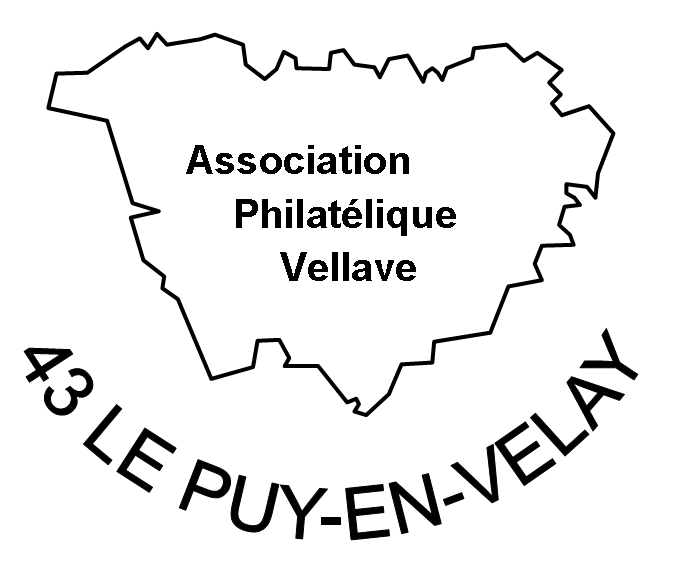 Association
Philatélique
Vellave
43 LE PUY-EN-VELAY